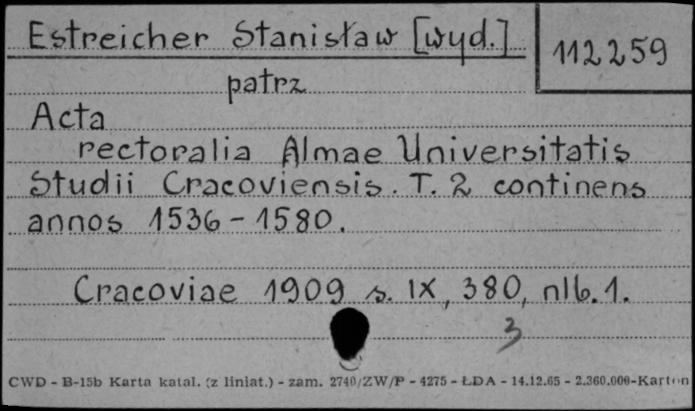 Estreicher Stanisław [wyd.]
112259
patrz
Acta
rectoralia Almae Universitatis
Studii Cracoviensis. T. 2 continens
annos 1536-1580.
Cracoviae 1909 s. IX, 380, nlb. 1.
3
CWD - B-15b Karta katal. (z liniat.) - zam. 2740/ZW/P - 4275 - ŁDA - 14.12.65 - 2.360.000-Karton